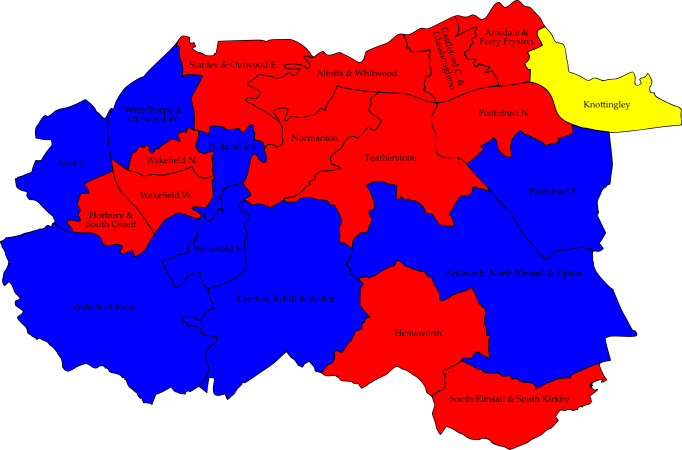 Airedale &
Ferry Fryston
Castleford C. &
Glasshoughton
Stanley & Outwood E.
Altofts & Whitwood
Knottingley
Wrenthorpe &
Outwood W.
Pontefract N.
Normanton
Wakefield E.
Ossett
Wakefield N.
Featherstone
Wakefield W.
Pontefract S.
Horbury &
South Ossett
Wakefield S.
Ackworth, North Elmsall & Upton
Crofton, Ryhill & Walton
Wakefield Rural
Hemsworth
South Elmsall & South Kirkby